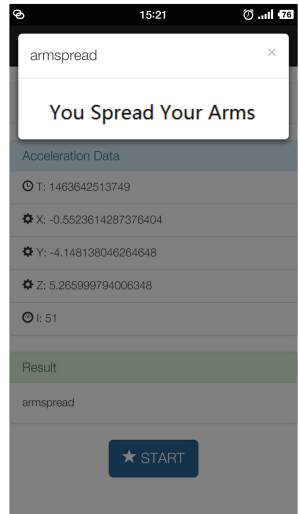 15:21
76
armspread ×
You Spread Your Arms
Acceleration Data
T: 1463642513749
X: -0.5523614287376404
Y: -4.148138046264648
Z: 5.265999794006348
I: 51
Result
armspread
START